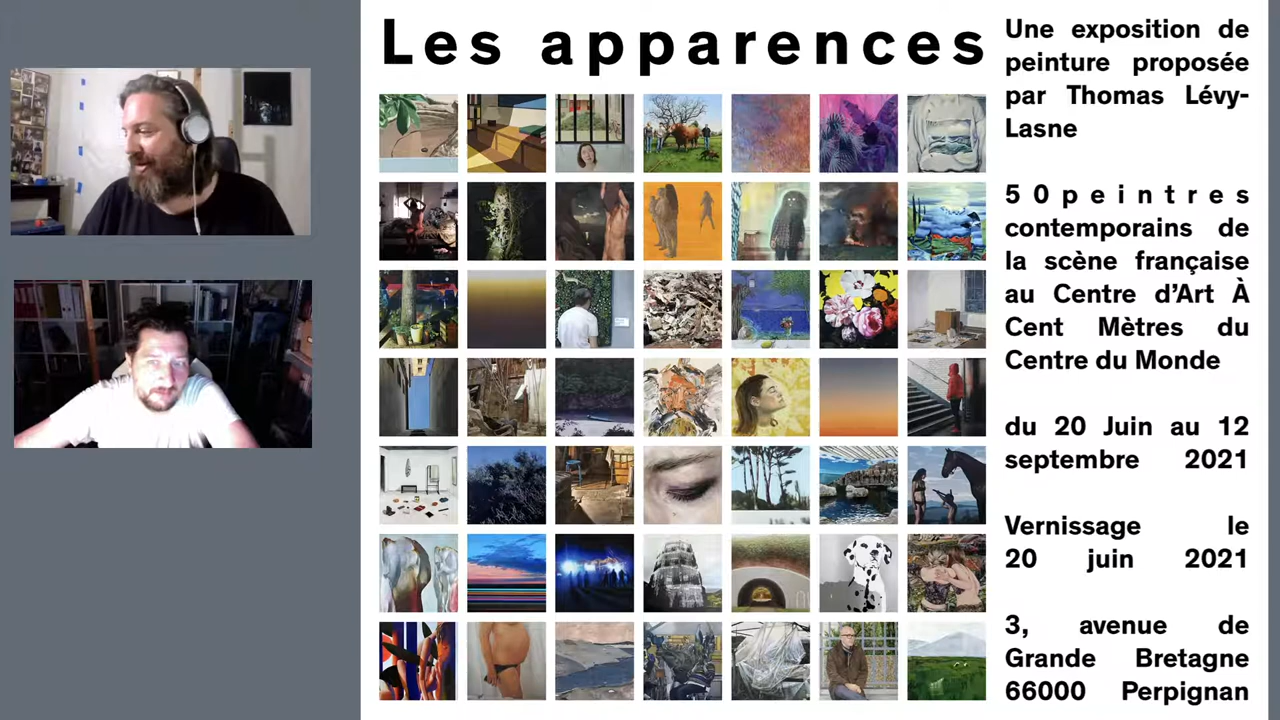 Les apparences
Une exposition de
peinture proposée
par Thomas Lévy-
Lasne
50peintres
contemporains de
la scène française
au Centre d'Art À
Cent Mètres du
Centre du Monde
du 20 Juin au 12
septembre 2021
Vernissage le
20 juin 2021
3, avenue de
Grande Bretagne
66000 Perpignan